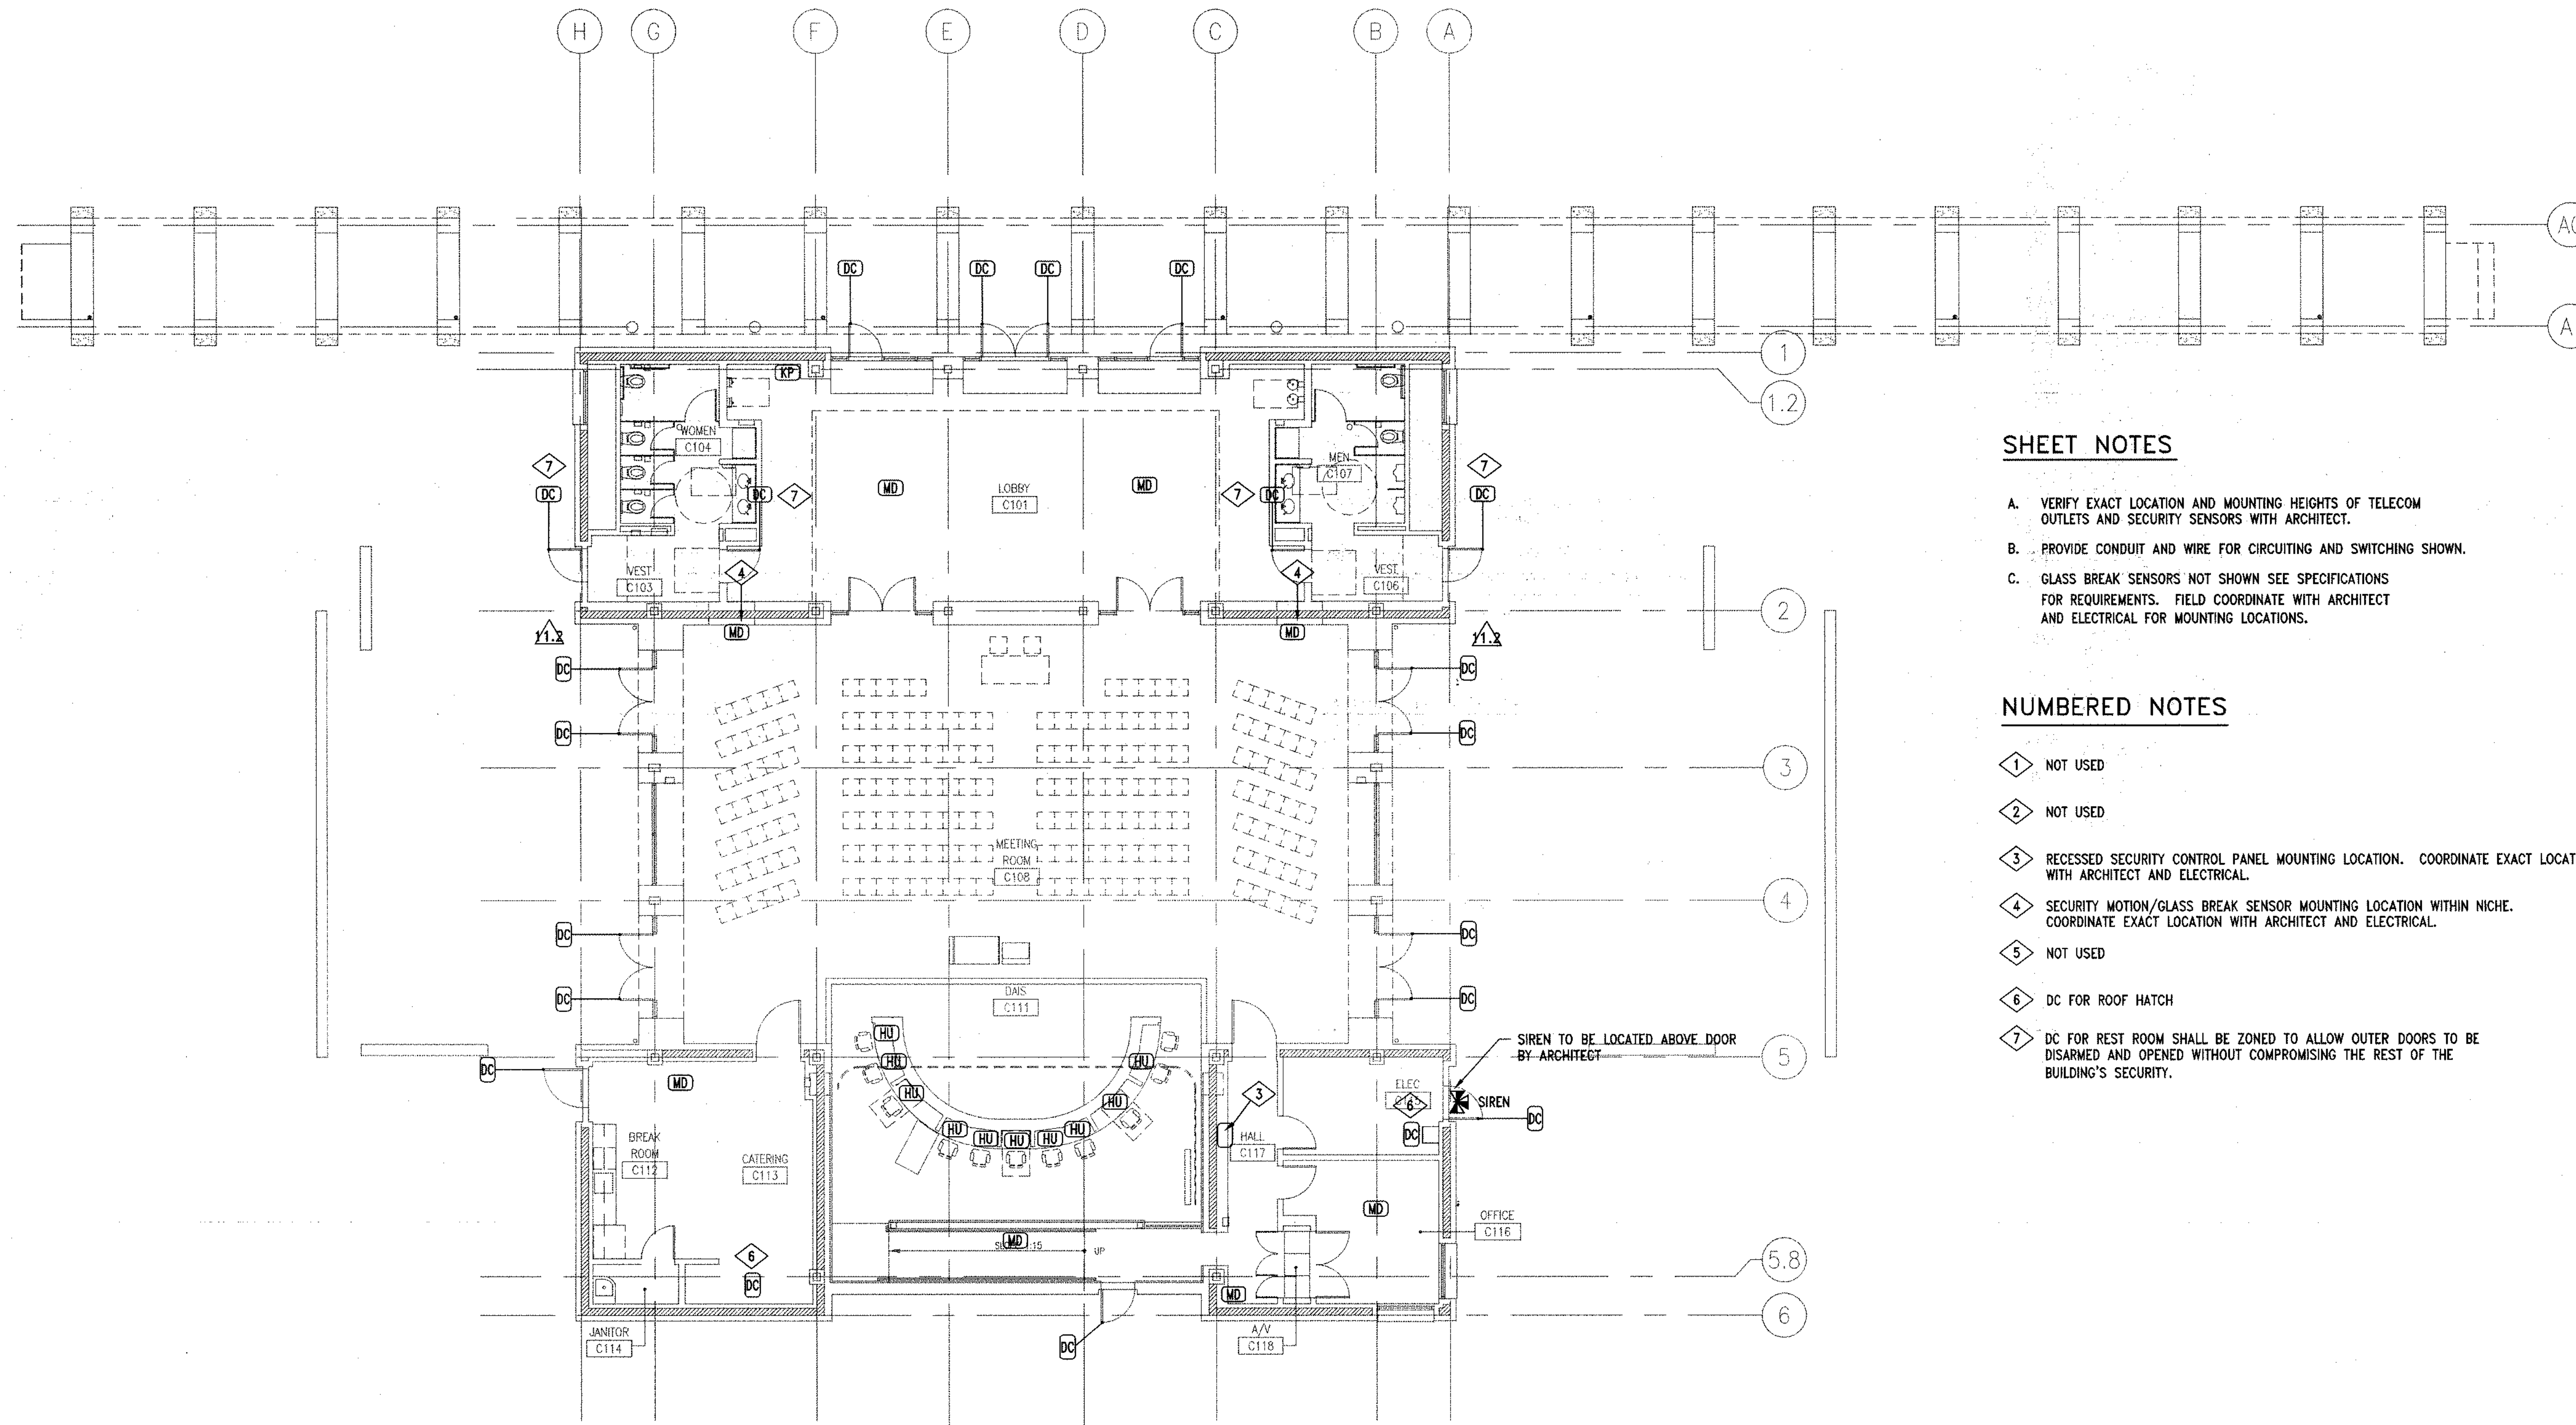 H G F E D C B A
DC DC DC DC
1
1.2
KP
WOMEN
C104
MEN
C107
7
DC
DC 7
MD
LOBBY
C101
MD
7 DC
7
DC
VEST
C103
4
4
VEST
C106
2
11.2
MD
MD
11.2
DC
DC
DC
DC
3
MEETING
ROOM
C108
4
DC
DC
DC
DC
DAIS
C111
HU
HU
HU
HU
HU
HU
HU
HU
HU
HU
HU
5
SIREN TO BE LOCATED ABOVE DOOR
BY ARCHITECT
DC
MD
3
ELEC
6
SIREN
DC
DC
BREAK
ROOM
C112
CATERING
C113
HALL
C117
MD
OFFICE
C116
MD
:15
UP
6
DC
MD
5.8
6
JANITOR
C114
DC
A/V
C118
SHEET NOTES
A. VERIFY EXACT LOCATION AND MOUNTING HEIGHTS OF TELECOM
OUTLETS AND SECURITY SENSORS WITH ARCHITECT.
B. PROVIDE CONDUIT AND WIRE FOR CIRCUITING AND SWITCHING SHOWN.
C. GLASS BREAK SENSORS NOT SHOWN SEE SPECIFICATIONS
FOR REQUIREMENTS. FIELD COORDINATE WITH ARCHITECT
AND ELECTRICAL FOR MOUNTING LOCATIONS.
NUMBERED NOTES
1 NOT USED
2 NOT USED
3 RECESSED SECURITY CONTROL PANEL MOUNTING LOCATION. COORDINATE EXACT LOCAT
WITH ARCHITECT AND ELECTRICAL.
4 SECURITY MOTION/GLASS BREAK SENSOR MOUNTING LOCATION WITHIN NICHE.
COORDINATE EXACT LOCATION WITH ARCHITECT AND ELECTRICAL.
5 NOT USED
6 DC FOR ROOF HATCH
7 DC FOR REST ROOM SHALL BE ZONED TO ALLOW OUTER DOORS TO BE
DISARMED AND OPENED WITHOUT COMPROMISING THE REST OF THE
BUILDING'S SECURITY.